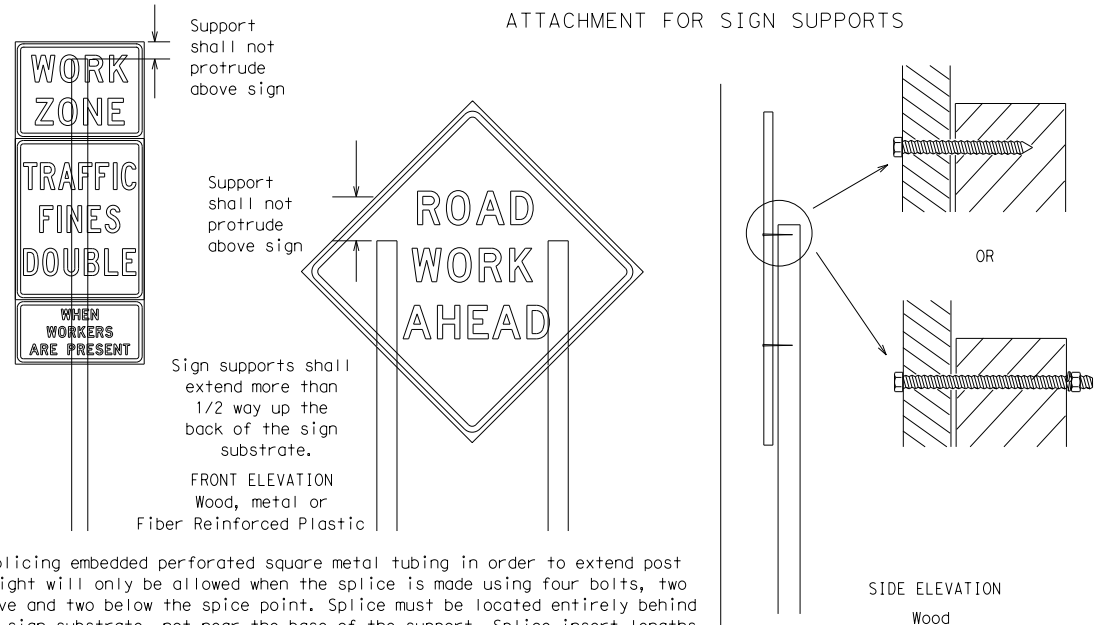 ATTACHMENT FOR SIGN SUPPORTS
Support
shall not
protrude
above sign
WORK
ZONE
TRAFFIC
FINES
DOUBLE
WHEN
WORKERS
ARE PRESENT
Support
shall not
protrude
above sign
ROAD
WORK
AHEAD
Sign supports shall
extend more than
1/2 way up the
back of the sign
substrate.
FRONT ELEVATION
Wood, metal or
Fiber Reinforced Plastic
OR
SIDE ELEVATION
Wood
plicing embedded perforated square metal tubing in order to extend post
ight will only be allowed when the splice is made using four bolts, two
ve and two below the spice point. Splice must be located entirely behind
sign substrate, not near the base of the support. Splice insert lengths